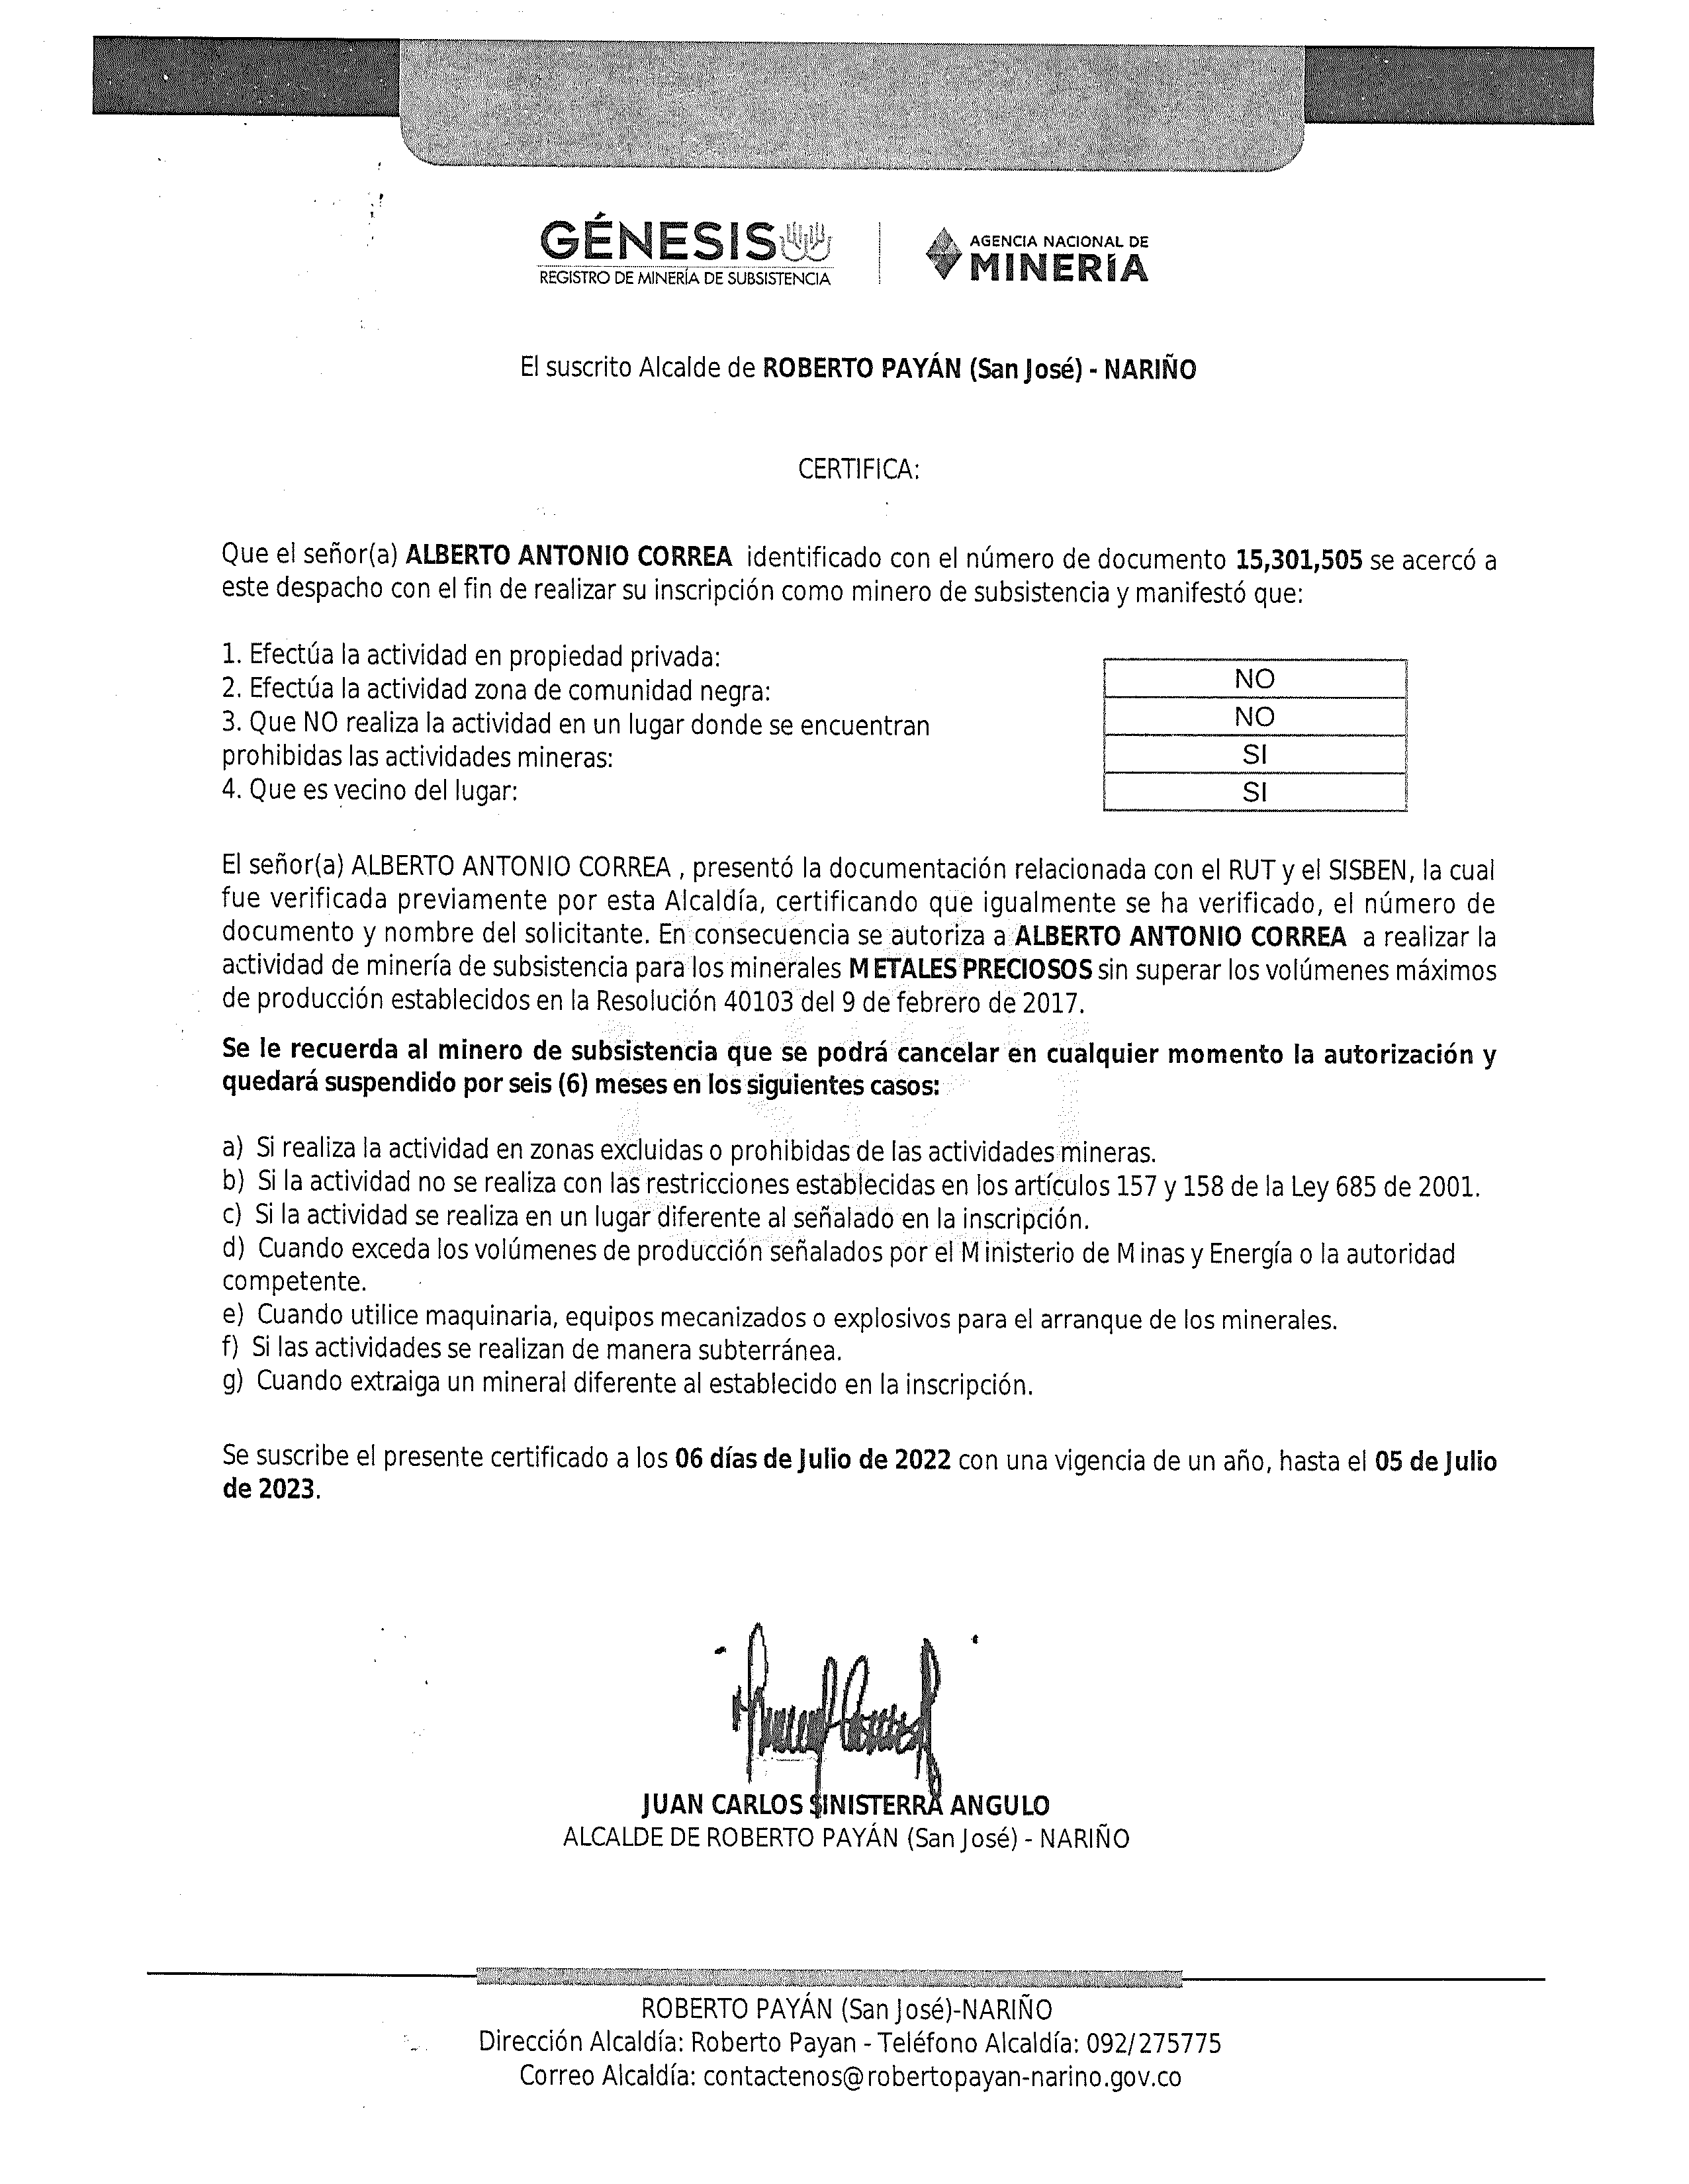 GÉNESIS
REGISTRO DE MINERÍA DE SUBSISTENCIA
AGENCIA NACIONAL DE
MINERÍA
El suscrito Alcalde de ROBERTO PAYÁN (San José) - NARIÑO
CERTIFICA:
Que el señor(a) ALBERTO ANTONIO CORREA identificado con el número de documento 15,301,505 se acercó a
este despacho con el fin de realizar su inscripción como minero de subsistencia y manifestó que:
1. Efectúa la actividad en propiedad privada:
NO
2. Efectúa la actividad zona de comunidad negra:
NO
3. Que NO realiza la actividad en un lugar donde se encuentran
prohibidas las actividades mineras:
SI
4. Que es vecino del lugar:
SI
El señor(a) ALBERTO ANTONIO CORREA , presentó la documentación relacionada con el RUT y el SISBEN, la cual
fue verificada previamente por esta Alcaldía, certificando que igualmente se ha verificado, el número de
documento y nombre del solicitante. En consecuencia se autoriza a ALBERTO ANTONIO CORREA a realizar la
actividad de minería de subsistencia para los minerales METALES PRECIOSOS sin superar los volúmenes máximos
de producción establecidos en la Resolución 40103 del 9 de febrero de 2017.
Se le recuerda al minero de subsistencia que se podrá cancelar en cualquier momento la autorización y
quedará suspendido por seis (6) meses en los siguientes casos:
a) Si realiza la actividad en zonas excluidas o prohibidas de las actividades mineras.
b) Si la actividad no se realiza con las restricciones establecidas en los artículos 157 y 158 de la Ley 685 de 2001.
c) Si la actividad se realiza en un lugar diferente al señalado en la inscripción.
d) Cuando exceda los volúmenes de producción señalados por el Ministerio de Minas y Energía o la autoridad
competente.
e) Cuando utilice maquinaria, equipos mecanizados o explosivos para el arranque de los minerales.
f) Si las actividades se realizan de manera subterránea.
g) Cuando extraiga un mineral diferente al establecido en la inscripción.
Se suscribe el presente certificado a los 06 días de Julio de 2022 con una vigencia de un año, hasta el 05 de Julio
de 2023.
JUAN CARLOS SINISTERRA ANGULO
ALCALDE DE ROBERTO PAYÁN (San José) - NARIÑO
ROBERTO PAYÁN (San José)-NARIÑO
Dirección Alcaldía: Roberto Payan - Teléfono Alcaldía: 092/275775
Correo Alcaldía: contactenos@robertopayan-narino.gov.co